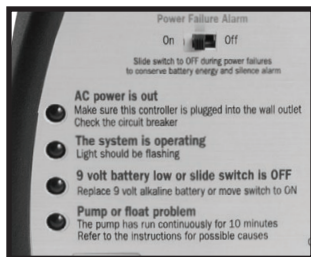 Power Failure Alarm
On Off
Slide switch to OFF during power failures
to conserve battery energy and silence alarm
AC power is out
Make sure this controller is plugged into the wall outlet
Check the circuit breaker
The system is operating
Light should be flashing
9 volt battery low or slide switch is OFF
Replace 9 volt alkaline battery or move switch to ON
Pump or float problem
The pump has run continuously for 10 minutes
Refer to the instructions for possible causes